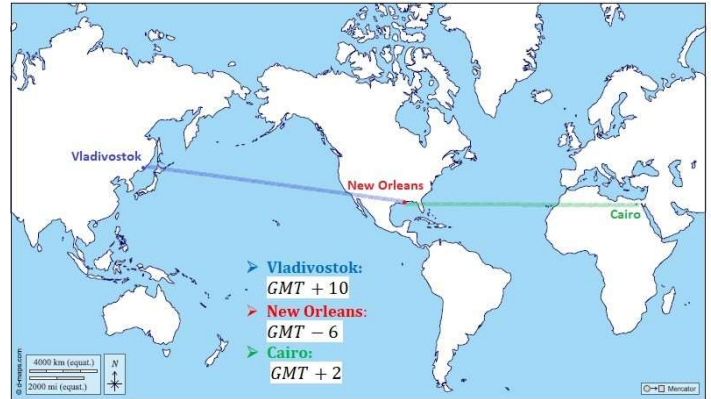 Vladivostok
New Orleans
Cairo
➢ Vladivostok:
GMT + 10
➢ New Orleans:
GMT − 6
➢ Cairo:
GMT + 2
4000 km (equat.)
2000 mi (equat.)
N
© d-maps.com
Mercator